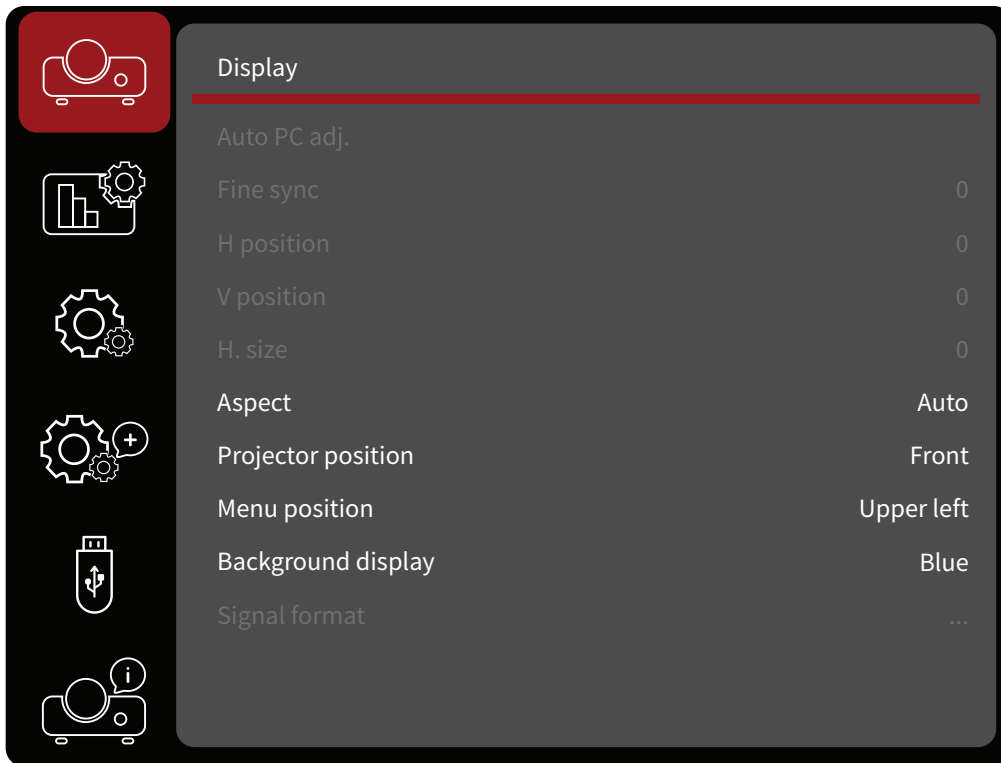 Display
Auto PC adj.
Fine sync 0
H position 0
V position 0
H. size 0
Aspect Auto
Projector position Front
Menu position Upper left
Background display Blue
Signal format ...